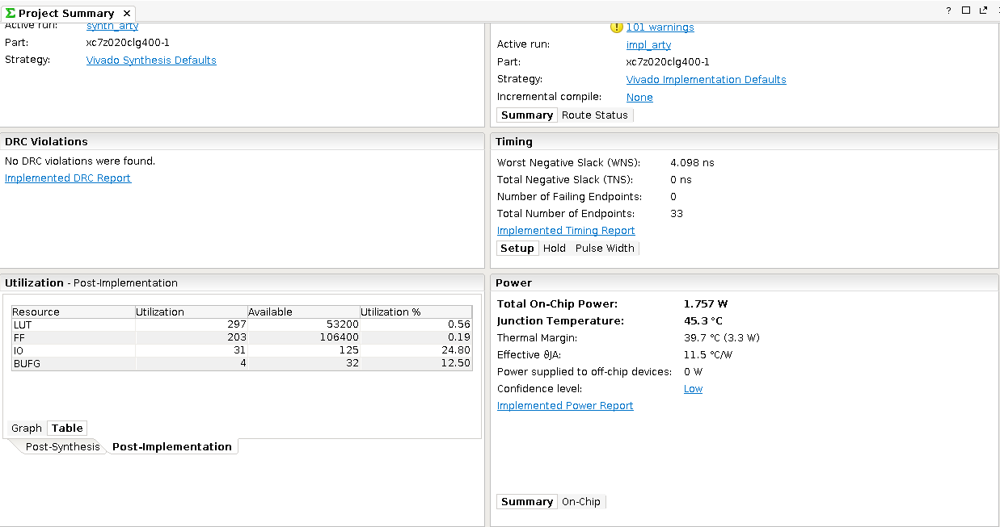 Σ Project Summary ×
?
Active run: synth_arty
Part: xc7z020clg400-1
Strategy: Vivado Synthesis Defaults
! 101 warnings
Active run: impl_arty
Part: xc7z020clg400-1
Strategy: Vivado Implementation Defaults
Incremental compile: None
Summary Route Status
DRC Violations
No DRC violations were found.
Implemented DRC Report
Timing
Worst Negative Slack (WNS): 4.098 ns
Total Negative Slack (TNS): 0 ns
Number of Failing Endpoints: 0
Total Number of Endpoints: 33
Implemented Timing Report
Setup Hold Pulse Width
Utilization - Post-Implementation
Resource Utilization Available Utilization %
LUT 297 53200 0.56
FF 203 106400 0.19
IO 31 125 24.80
BUFG 4 32 12.50
Graph Table
Post-Synthesis Post-Implementation
Power
Total On-Chip Power: 1.757 W
Junction Temperature: 45.3 °C
Thermal Margin: 39.7 °C (3.3 W)
Effective ϑJA: 11.5 °C/W
Power supplied to off-chip devices: 0 W
Confidence level: Low
Implemented Power Report
Summary On-Chip